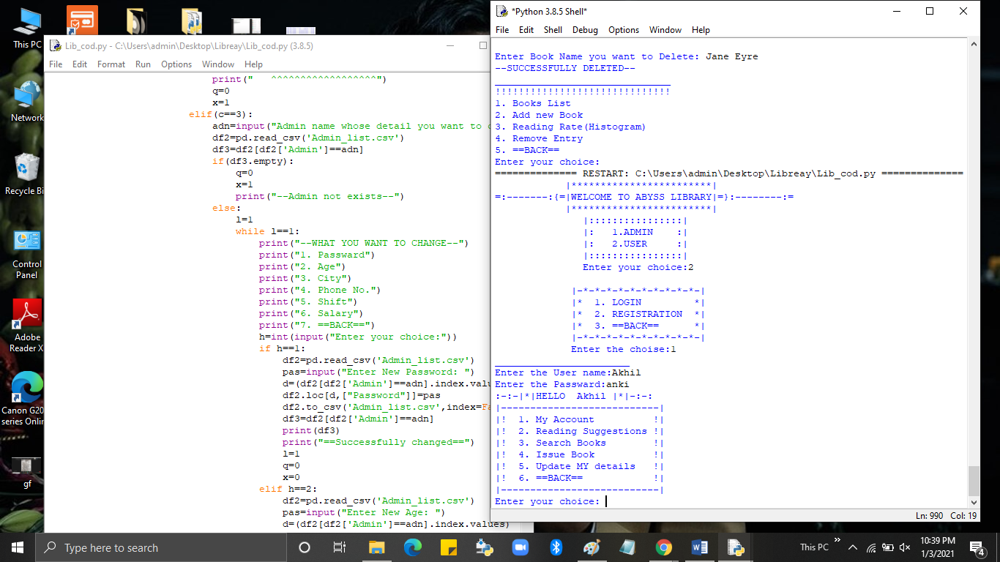 This PC
Network
Recycle Bi
Control
Panel
Adobe
Reader X
Canon G20
series Onlin
gf
Lib_cod.py - C:\Users\admin\Desktop\Libreay\Lib_cod.py (3.8.5)
File Edit Format Run Options Window Help
print("   ^^^^^^^^^^^^^^^^^^")
q=0
x=1
elif(c==3):
adn=input("Admin name whose detail you want to c
df2=pd.read_csv('Admin_list.csv')
df3=df2[df2['Admin']==adn]
if(df3.empty):
q=0
x=1
print("--Admin not exists--")
else:
l=1
while l==1:
print("--WHAT YOU WANT TO CHANGE--")
print("1. Passward")
print("2. Age")
print("3. City")
print("4. Phone No.")
print("5. Shift")
print("6. Salary")
print("7. ==BACK==")
h=int(input("Enter your choice:"))
if h==1:
df2=pd.read_csv('Admin_list.csv')
pas=input("Enter New Password: ")
d=(df2[df2['Admin']==adn].index.valu
df2.loc[d,["Password"]]=pas
df2.to_csv('Admin_list.csv',index=Fa
df3=df2[df2['Admin']==adn]
print(df3)
print("==Successfully changed==")
l=1
q=0
x=0
elif h==2:
df2=pd.read_csv('Admin_list.csv')
pas=input("Enter New Age: ")
d=(df2[df2['Admin']==adn].index.values)
*Python 3.8.5 Shell*
File Edit Shell Debug Options Window Help
Enter Book Name you want to Delete: Jane Eyre
--SUCCESSFULLY DELETED--
______________________________
!!!!!!!!!!!!!!!!!!!!!!!!!!!!!!
1. Books List
2. Add new Book
3. Reading Rate(Histogram)
4. Remove Entry
5. ==BACK==
Enter your choice:
============== RESTART: C:\Users\admin\Desktop\Libreay\Lib_cod.py ==============
|************************|
=:-------:{=|WELCOME TO ABYSS LIBRARY|=}:--------:=
|************************|
|::::::::::::::::|
|:   1.ADMIN    :|
|:   2.USER     :|
|::::::::::::::::|
Enter your choice:2
|-*-*-*-*-*-*-*-*-*-*-|
|*  1. LOGIN         *|
|*  2. REGISTRATION  *|
|*  3. ==BACK==      *|
|-*-*-*-*-*-*-*-*-*-*-|
Enter the choise:1
_______________________
Enter the User name:Akhil
Enter the Passward:anki
:-:-|*|HELLO  Akhil |*|-:-:
|---------------------------|
|!  1. My Account          !|
|!  2. Reading Suggestions !|
|!  3. Search Books        !|
|!  4. Issue Book          !|
|!  5. Update MY details   !|
|!  6. ==BACK==            !|
|---------------------------|
Enter your choice:
Ln: 990 Col: 19
Type here to search
This PC
10:39 PM
1/3/2021
4